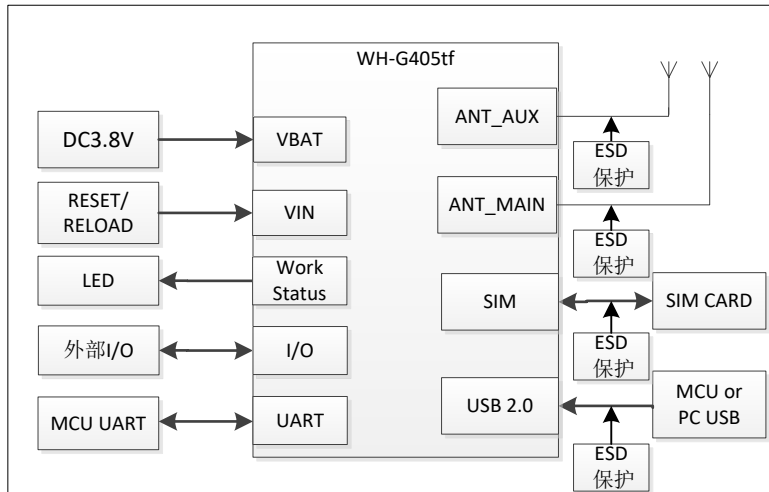 WH-G405tf
DC3.8V
VBAT
RESET/
RELOAD
VIN
LED
Work
Status
外部I/O
I/O
MCU UART
UART
ANT_AUX
ESD
保护
ANT_MAIN
ESD
保护
SIM
SIM CARD
ESD
保护
USB 2.0
MCU or
PC USB
ESD
保护